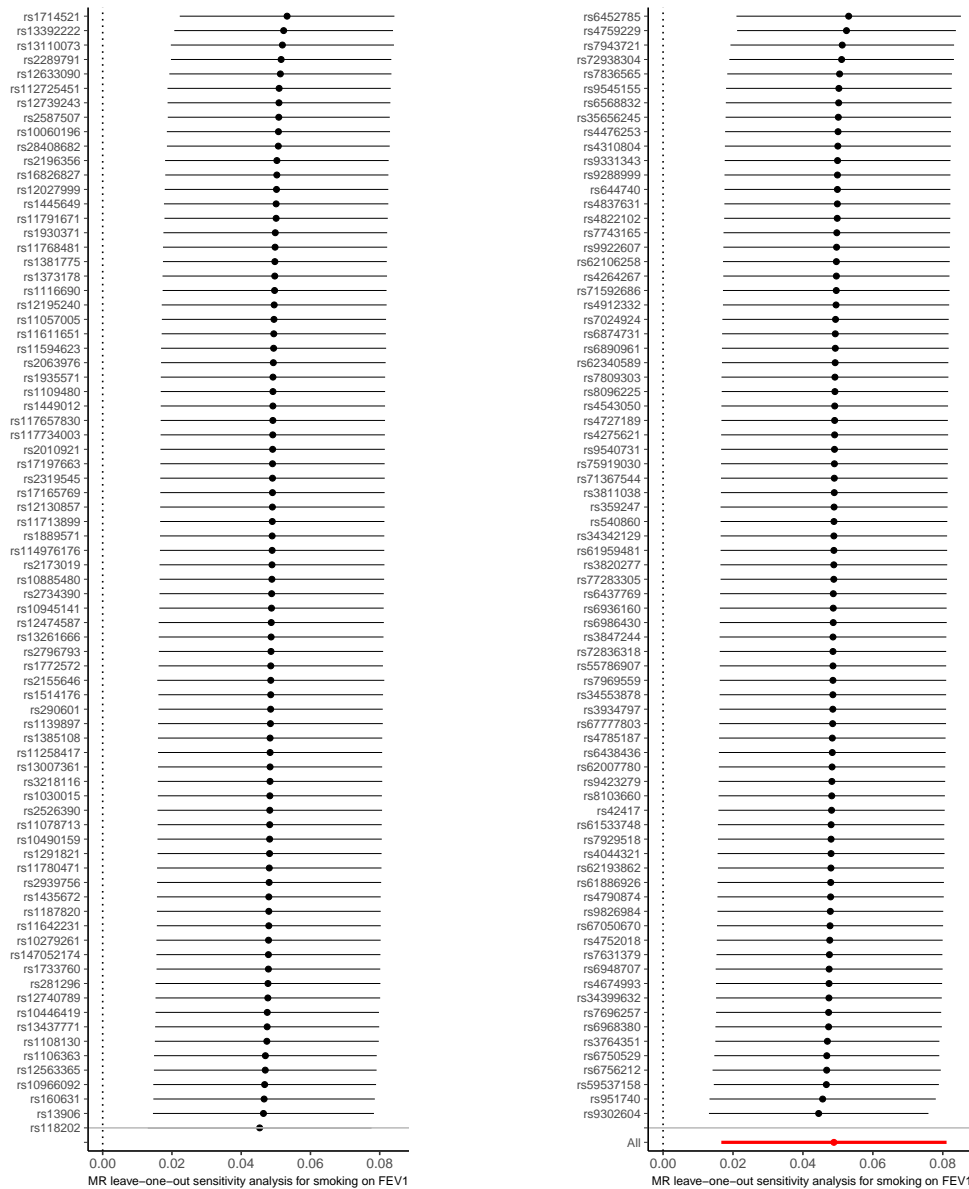 rs1714521
rs13392222
rs13110073
rs2289791
rs12633090
rs112725451
rs12739243
rs2587507
rs10060196
rs28408682
rs2196356
rs16826827
rs12027999
rs1445649
rs11791671
rs1930371
rs11768481
rs1381775
rs1373178
rs1116690
rs12195240
rs11057005
rs11611651
rs11594623
rs2063976
rs1935571
rs1109480
rs1449012
rs117657830
rs117734003
rs2010921
rs17197663
rs2319545
rs17165769
rs12130857
rs11713899
rs1889571
rs114976176
rs2173019
rs10885480
rs2734390
rs10945141
rs12474587
rs13261666
rs2796793
rs1772572
rs2155646
rs1514176
rs290601
rs1139897
rs1385108
rs11258417
rs13007361
rs3218116
rs1030015
rs2526390
rs11078713
rs10490159
rs1291821
rs11780471
rs2939756
rs1435672
rs1187820
rs11642231
rs10279261
rs147052174
rs1733760
rs281296
rs12740789
rs10446419
rs13437771
rs1108130
rs1106363
rs12563365
rs10966092
rs160631
rs13906
rs118202
0.00 0.02 0.04 0.06 0.08
MR leave−one−out sensitivity analysis for smoking on FEV1
rs6452785
rs4759229
rs7943721
rs72938304
rs7836565
rs9545155
rs6568832
rs35656245
rs4476253
rs4310804
rs9331343
rs9288999
rs644740
rs4837631
rs4822102
rs7743165
rs9922607
rs62106258
rs4264267
rs71592686
rs4912332
rs7024924
rs6874731
rs6890961
rs62340589
rs7809303
rs8096225
rs4543050
rs4727189
rs4275621
rs9540731
rs75919030
rs71367544
rs3811038
rs359247
rs540860
rs34342129
rs61959481
rs3820277
rs77283305
rs6437769
rs6936160
rs6986430
rs3847244
rs72836318
rs55786907
rs7969559
rs34553878
rs3934797
rs67777803
rs4785187
rs6438436
rs62007780
rs9423279
rs8103660
rs42417
rs61533748
rs7929518
rs4044321
rs62193862
rs61886926
rs4790874
rs9826984
rs67050670
rs4752018
rs7631379
rs6948707
rs4674993
rs34399632
rs7696257
rs6968380
rs3764351
rs6750529
rs6756212
rs59537158
rs951740
rs9302604
All
0.00 0.02 0.04 0.06 0.08
MR leave−one−out sensitivity analysis for smoking on FEV1